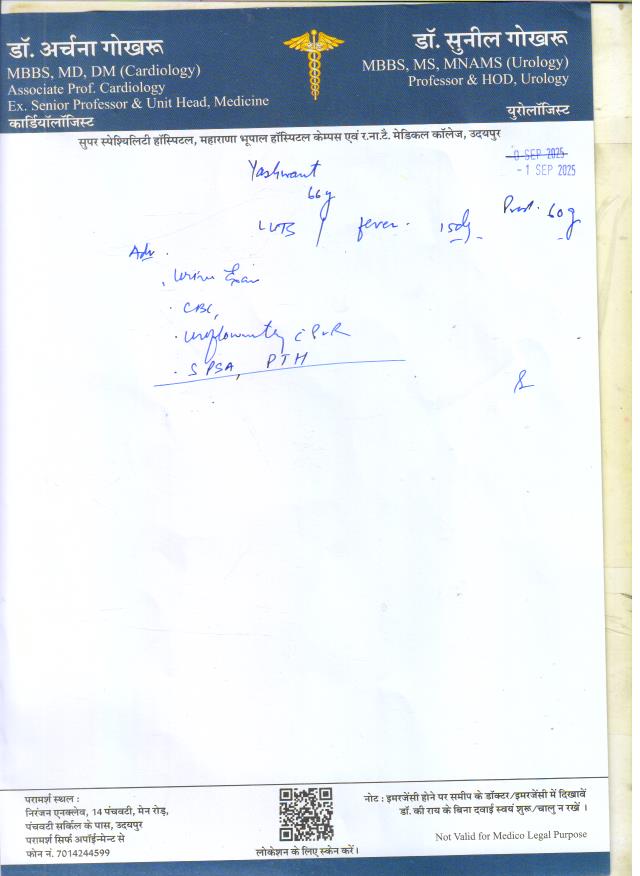 डॉ. अर्चना गोखरू
MBBS, MD, DM (Cardiology)
Associate Prof. Cardiology
Ex. Senior Professor & Unit Head, Medicine
कार्डियॉलॉजिस्ट
डॉ. सुनील गोखरू
MBBS, MS, MNAMS (Urology)
Professor & HOD, Urology
युरोलॉजिस्ट
सुपर स्पेश्यिलिटी हॉस्पिटल, महाराणा भूपाल हॉस्पिटल केम्पस एवं र.ना.टै. मेडिकल कॉलेज, उदयपुर
SEP 2025
- 1 SEP 2025
Yashwant
66y
LUTS fever. 15d Prost. 60g
Adv.
Urine Exam
CBC,
Uroflowmetry c PVR
S PSA, PTH
परामर्श स्थल :
निरंजन एनक्लेव, 14 पंचवटी, मेन रोड़,
पंचवटी सर्किल के पास, उदयपुर
परामर्श सिर्फ अपॉईन्मेन्ट से
फोन नं. 7014244599
लोकेशन के लिए स्केन करें।
नोट : इमरजेंसी होने पर समीप के डॉक्टर/इमरजेंसी में दिखावें
डॉ. की राय के बिना दवाई स्वयं शुरू/चालु न रखें ।
Not Valid for Medico Legal Purpose